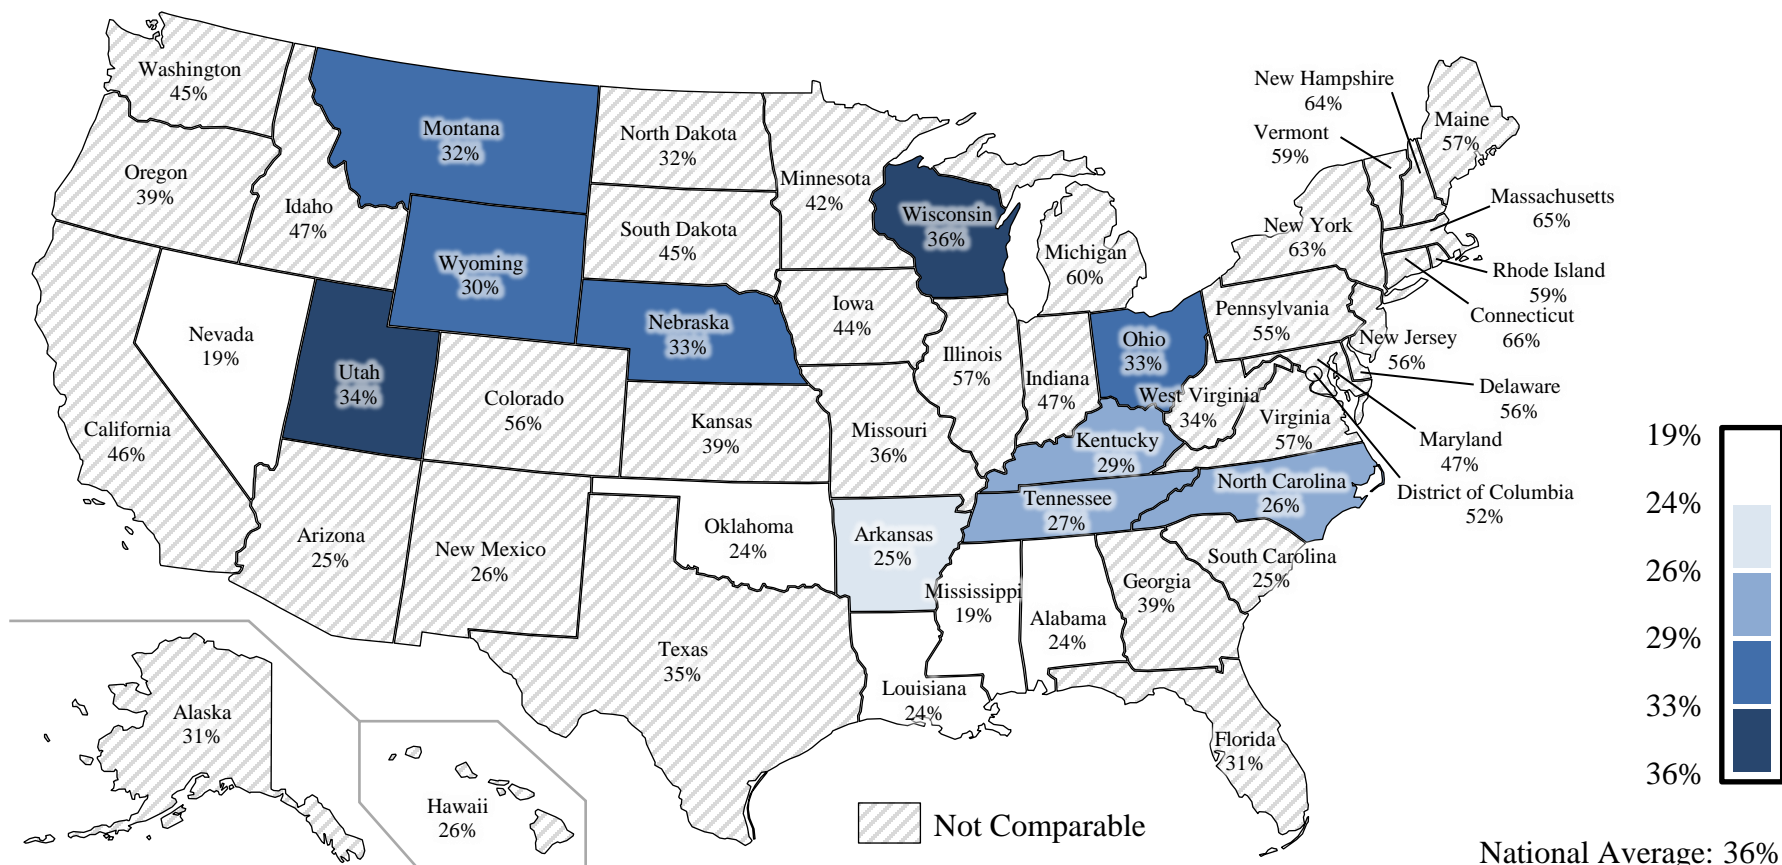 Washington
45%
Oregon
39%
California
46%
Idaho
47%
Nevada
19%
Montana
32%
Wyoming
30%
Utah
34%
Colorado
56%
Arizona
25%
New Mexico
26%
North Dakota
32%
South Dakota
45%
Nebraska
33%
Kansas
39%
Oklahoma
24%
Texas
35%
Minnesota
42%
Iowa
44%
Missouri
36%
Arkansas
25%
Louisiana
24%
Wisconsin
36%
Illinois
57%
Michigan
60%
Indiana
47%
Ohio
33%
Kentucky
29%
Tennessee
27%
Mississippi
19%
Alabama
24%
Georgia
39%
Florida
31%
South Carolina
25%
North Carolina
26%
West Virginia
34%
Virginia
57%
Pennsylvania
55%
New York
63%
Vermont
59%
New Hampshire
64%
Maine
57%
Massachusetts
65%
Rhode Island
59%
Connecticut
66%
New Jersey
56%
Delaware
56%
Maryland
47%
District of Columbia
52%
Alaska
31%
Hawaii
26%
Not Comparable
19%
24%
26%
29%
33%
36%
National Average: 36%